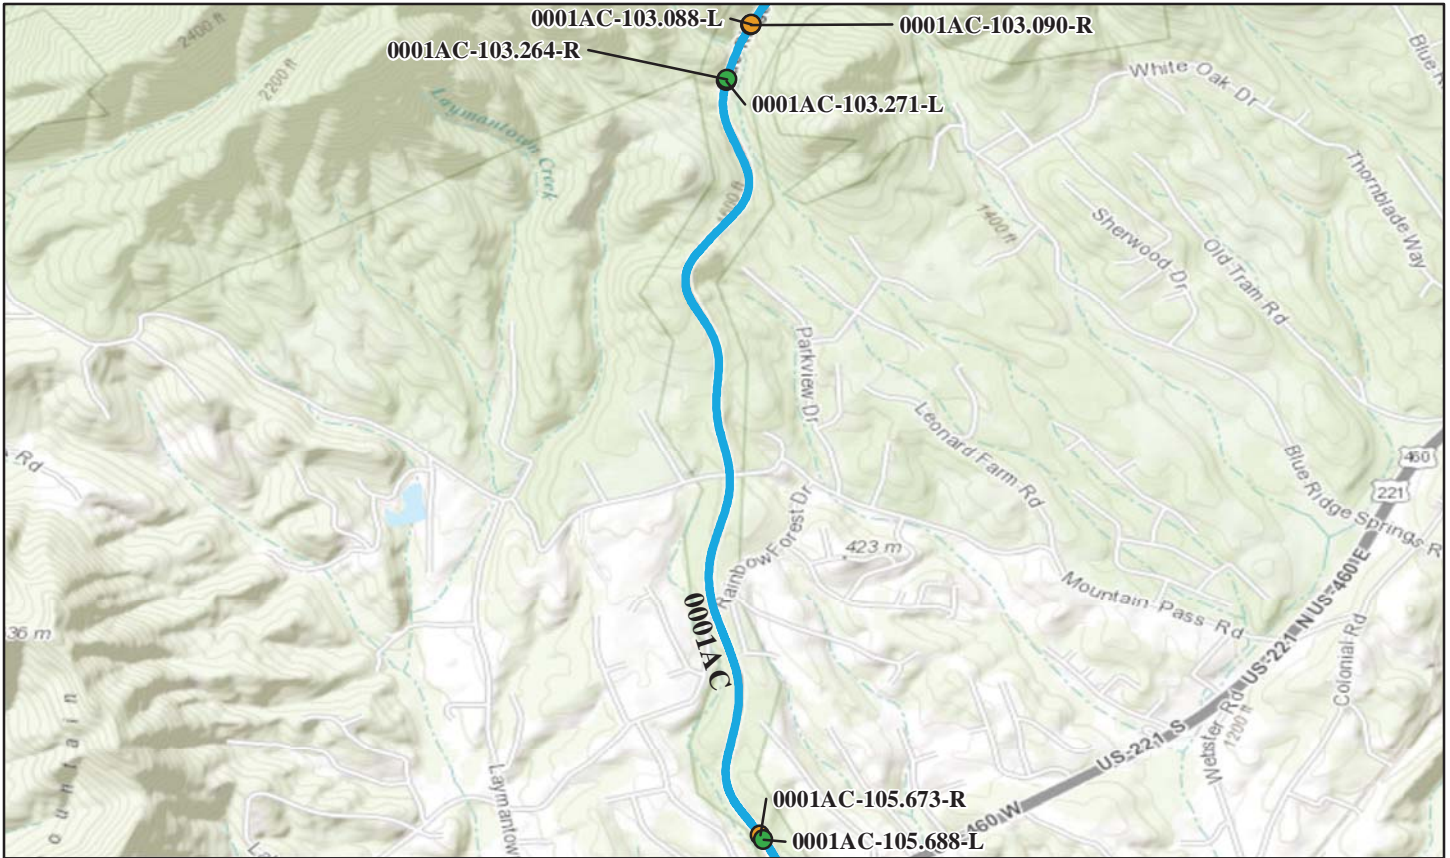 0001AC-103.088-L
0001AC-103.090-R
2400 ft
0001AC-103.264-R
2200 ft
0001AC-103.271-L
White Oak Dr
Laymantown Creek
Thornblade Way
1400 ft
Sherwood Dr
Old Tram Rd
Parkview Dr
Leonard Farm Rd
460
Rd
221
Blue Ridge Springs R
Rainbow Forest Dr
423 m
Mountain Pass Rd
0001AC
36 m
US-221 N US-460 E
Colonial Rd
Webster Rd
1200 ft
US-221 S
ountain
Laymantow
0001AC-105.673-R
460 W
0001AC-105.688-L